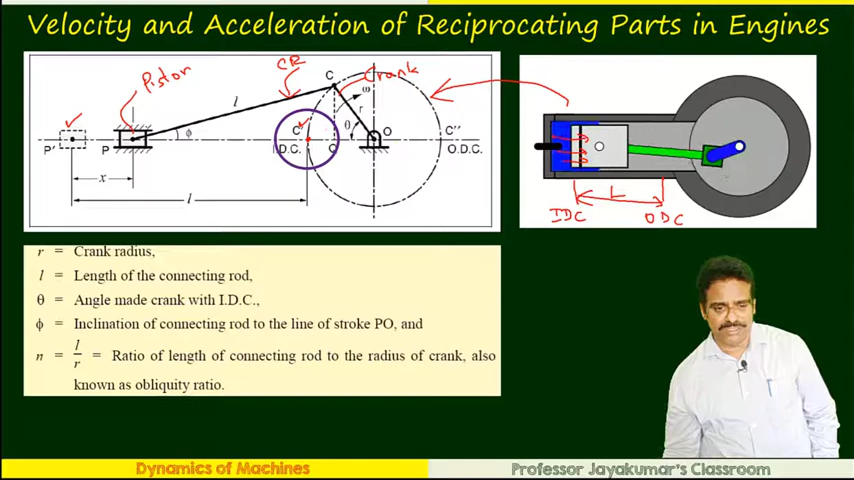 Velocity and Acceleration of Reciprocating Parts in Engines
Piston
CR
Crank
C
l
r
ω
θ
ϕ
P'
P
C'
Q
O
C''
I.D.C.
O.D.C.
x
l
L
IDC
ODC
r = Crank radius,
l = Length of the connecting rod,
θ = Angle made crank with I.D.C.,
ϕ = Inclination of connecting rod to the line of stroke PO, and
n = l/r = Ratio of length of connecting rod to the radius of crank, also
known as obliquity ratio.
Dynamics of Machines
Professor Jayakumar's Classroom